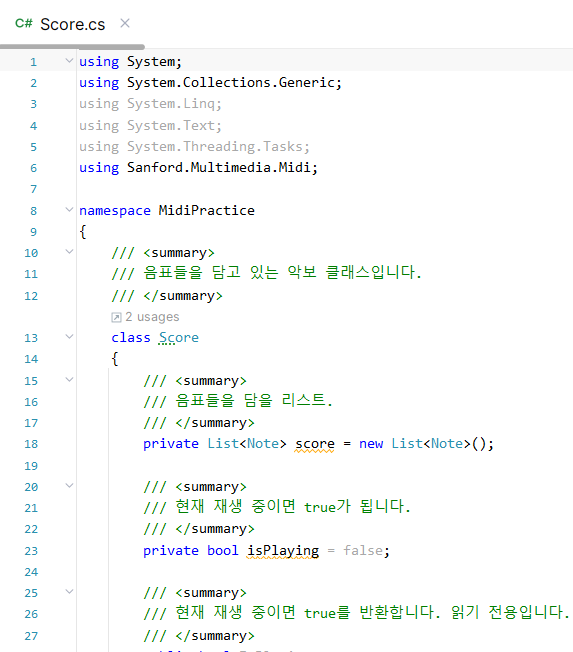 C# Score.cs ×
1 using System;
2 using System.Collections.Generic;
3 using System.Linq;
4 using System.Text;
5 using System.Threading.Tasks;
6 using Sanford.Multimedia.Midi;
7
8 namespace MidiPractice
9 {
10 /// <summary>
11 /// 음표들을 담고 있는 악보 클래스입니다.
12 /// </summary>
2 usages
13 class Score
14 {
15 /// <summary>
16 /// 음표들을 담을 리스트.
17 /// </summary>
18 private List<Note> score = new List<Note>();
19
20 /// <summary>
21 /// 현재 재생 중이면 true가 됩니다.
22 /// </summary>
23 private bool isPlaying = false;
24
25 /// <summary>
26 /// 현재 재생 중이면 true를 반환합니다. 읽기 전용입니다.
27 /// </summary>